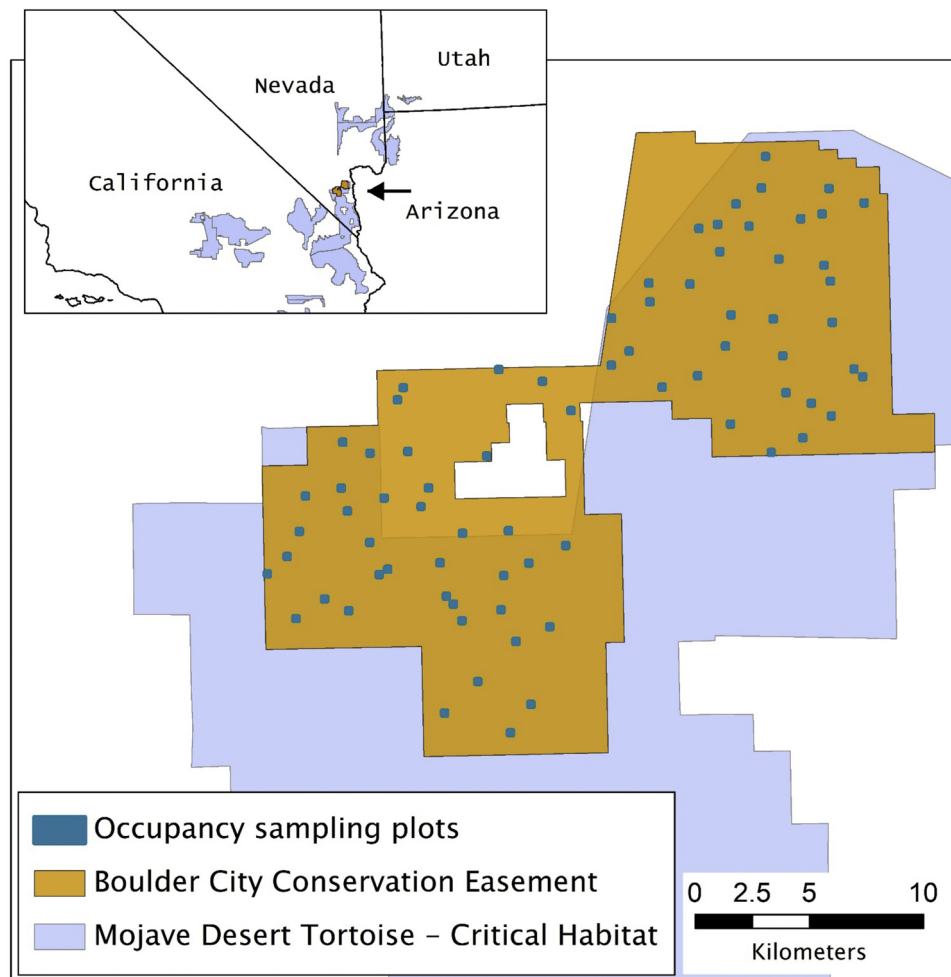 Utah
Nevada
California
Arizona
Occupancy sampling plots
Boulder City Conservation Easement
Mojave Desert Tortoise – Critical Habitat
0 2.5 5 10
Kilometers